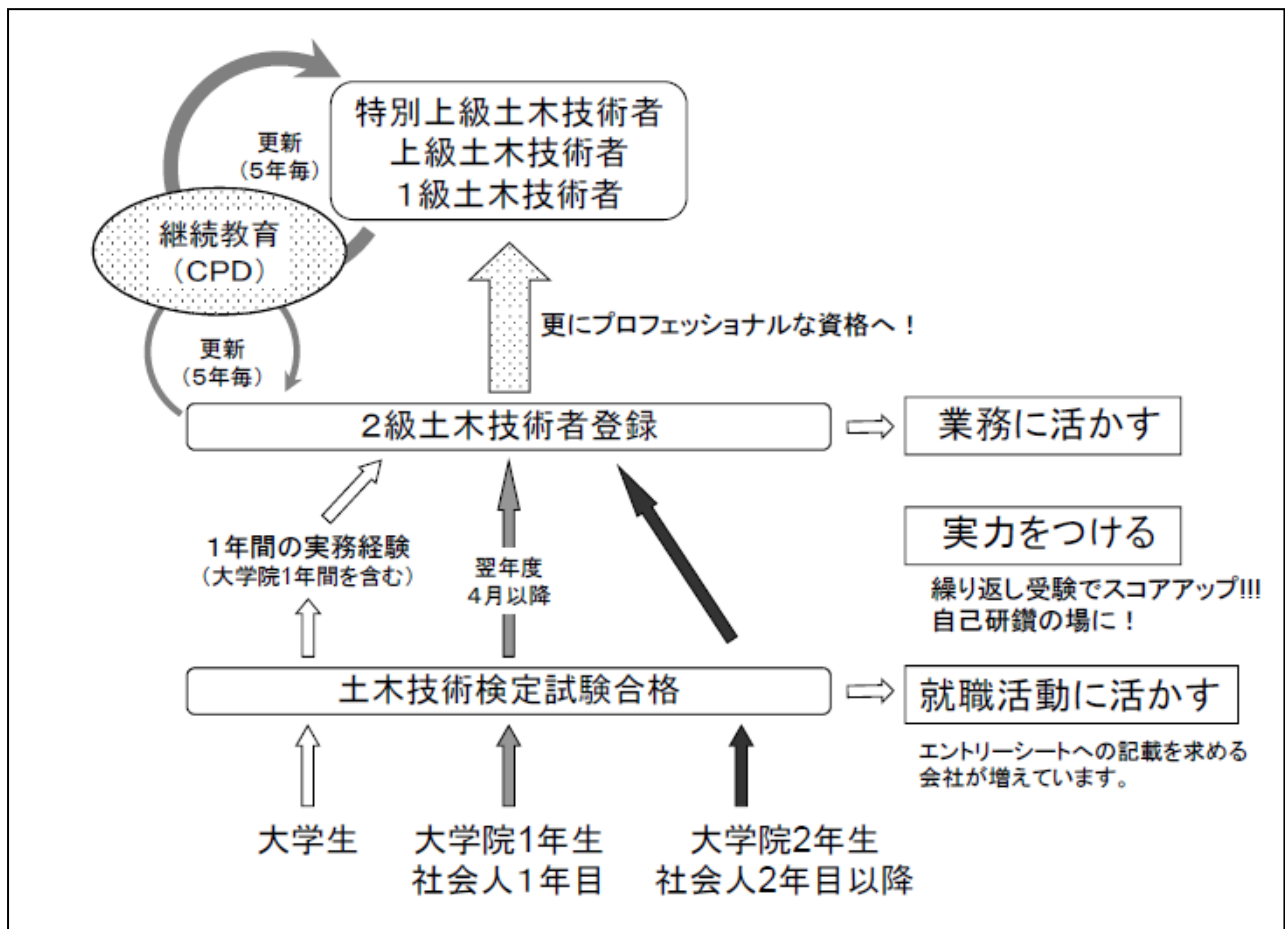 特別上級土木技術者
上級土木技術者
1級土木技術者
更新
(5年毎)
継続教育
(CPD)
更新
(5年毎)
更にプロフェッショナルな資格へ!
2級土木技術者登録
業務に活かす
1年間の実務経験
(大学院1年間を含む)
翌年度
4月以降
実力をつける
繰り返し受験でスコアアップ!!!
自己研鑽の場に!
土木技術検定試験合格
就職活動に活かす
エントリーシートへの記載を求める
会社が増えています。
大学生
大学院1年生
社会人1年目
大学院2年生
社会人2年目以降